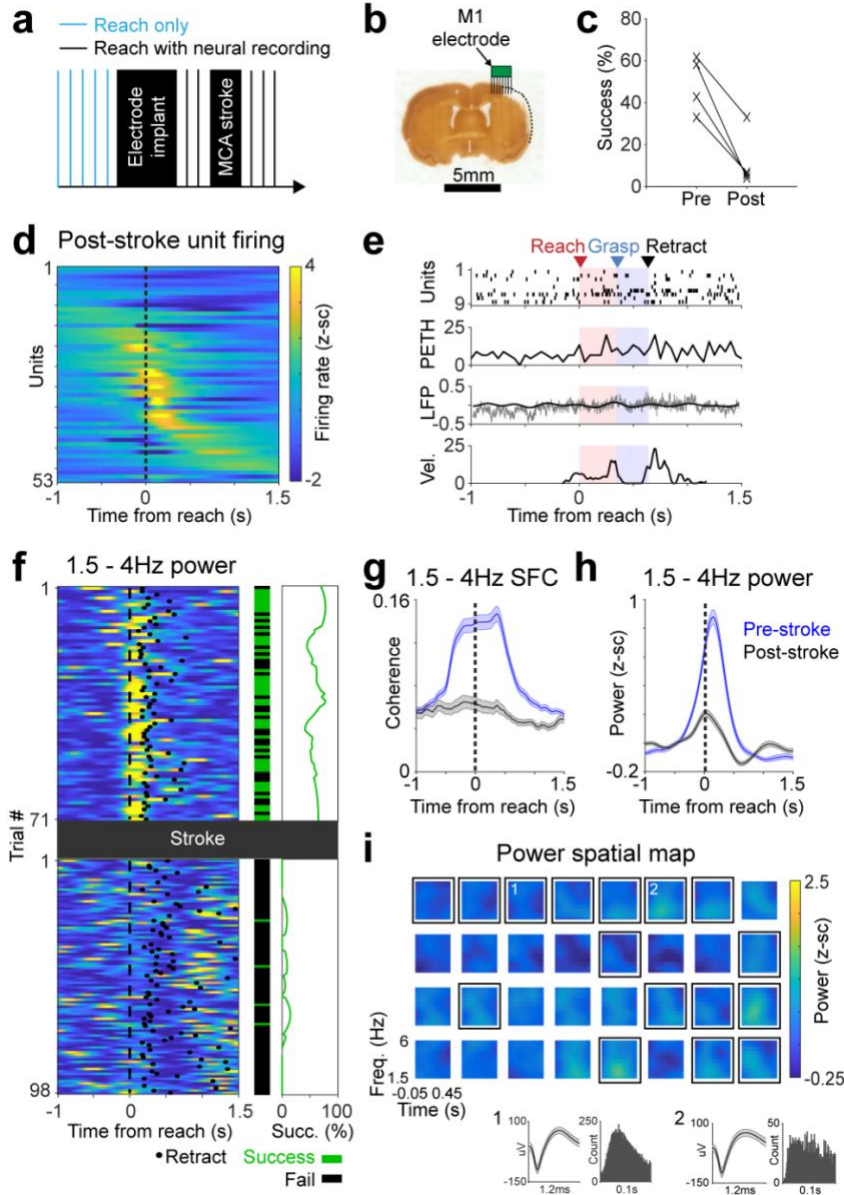 a
Reach only
Reach with neural recording
Electrode
implant
MCA stroke
b
M1
electrode
5mm
c
Success (%)
80
60
40
20
0
Pre Post
d Post-stroke unit firing
Units
1
53
-1 0 1.5
Time from reach (s)
4
-2
Firing rate (z-sc)
e
Reach Grasp Retract
Units
1
9
PETH
25
0
LFP
0.5
-0.5
Vel.
25
0
-1 0 1.5
Time from reach (s)
f 1.5 - 4Hz power
Trial #
1
71
Stroke
1
98
-1 0 1.5 0 100
Time from reach (s) Succ. (%)
Retract Success
Fail
g 1.5 - 4Hz SFC
Coherence
0.16
0
-1 0 1.5
Time from reach (s)
h 1.5 - 4Hz power
Power (z-sc)
1
-0.2
Pre-stroke
Post-stroke
-1 0 1.5
Time from reach (s)
i Power spatial map
1 2
Freq. (Hz)
6
1.5
-0.05 0.45
Time (s)
2.5
-0.25
Power (z-sc)
1
100
uV
-150
1.2ms
250
Count
0
0.1s
2
100
uV
-150
1.2ms
50
Count
0
0.1s